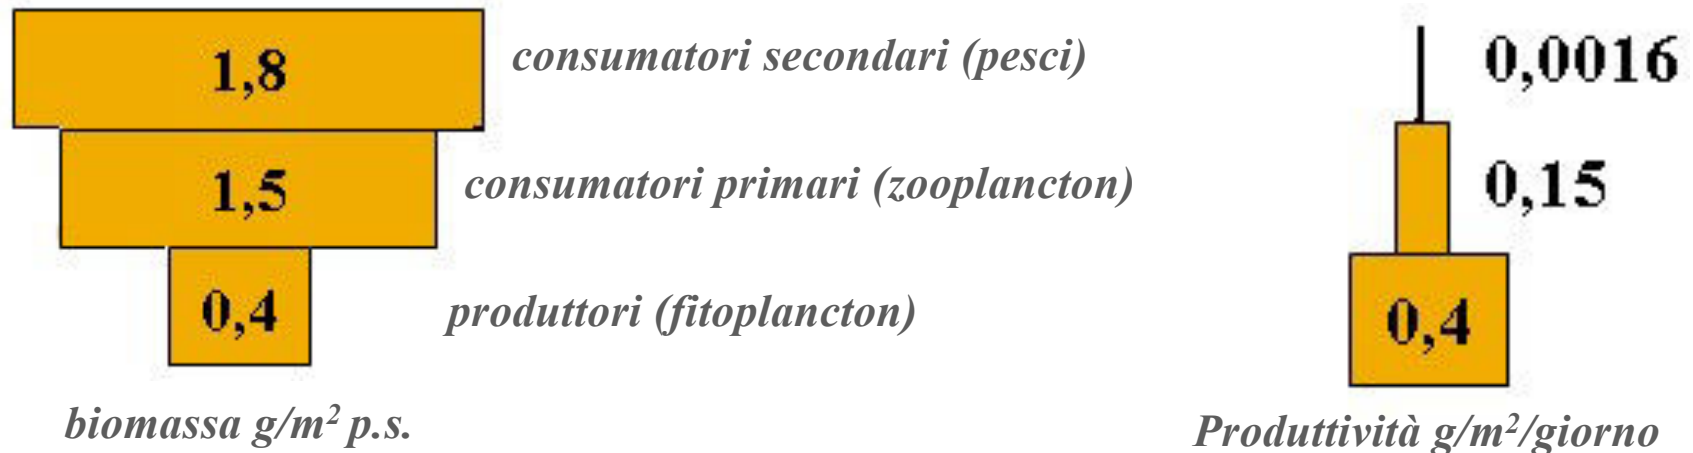 1,8 consumatori secondari (pesci)
1,5 consumatori primari (zooplancton)
0,4 produttori (fitoplancton)
biomassa g/m² p.s.
0,0016
0,15
0,4
Produttività g/m²/giorno